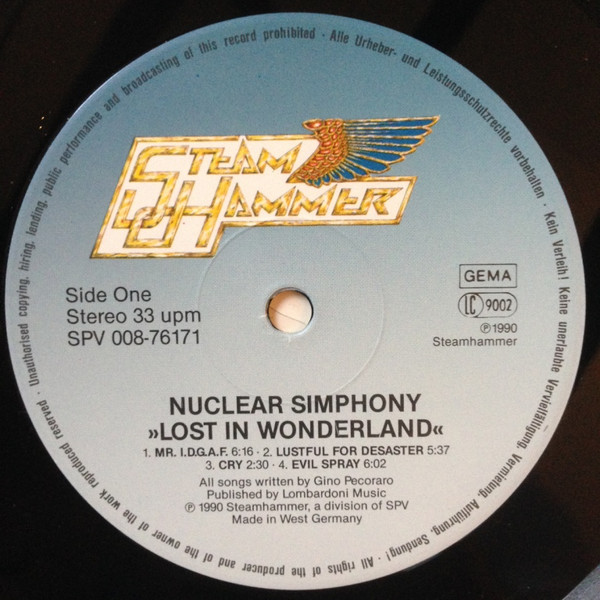 STEAM
HAMMER
Side One
Stereo 33 upm
SPV 008-76171
GEMA
LC 9002
℗1990
Steamhammer
NUCLEAR SIMPHONY
»LOST IN WONDERLAND«
1. MR. I.D.G.A.F. 6:16 · 2. LUSTFUL FOR DESASTER 5:37
3. CRY 2:30 · 4. EVIL SPRAY 6:02
All songs written by Gino Pecoraro
Published by Lombardoni Music
℗ 1990 Steamhammer, a division of SPV
Made in West Germany
· Alle Urheber- und Leistungsschutzrechte vorbehalten · Kein Verleih! Keine unerlaubte Vervielfältigung, Vermietung, Aufführung, Sendung! · All rights of the producer and of the owner of the work reproduced reserved · Unauthorised copying, hiring, lending, public performance and broadcasting of this record prohibited